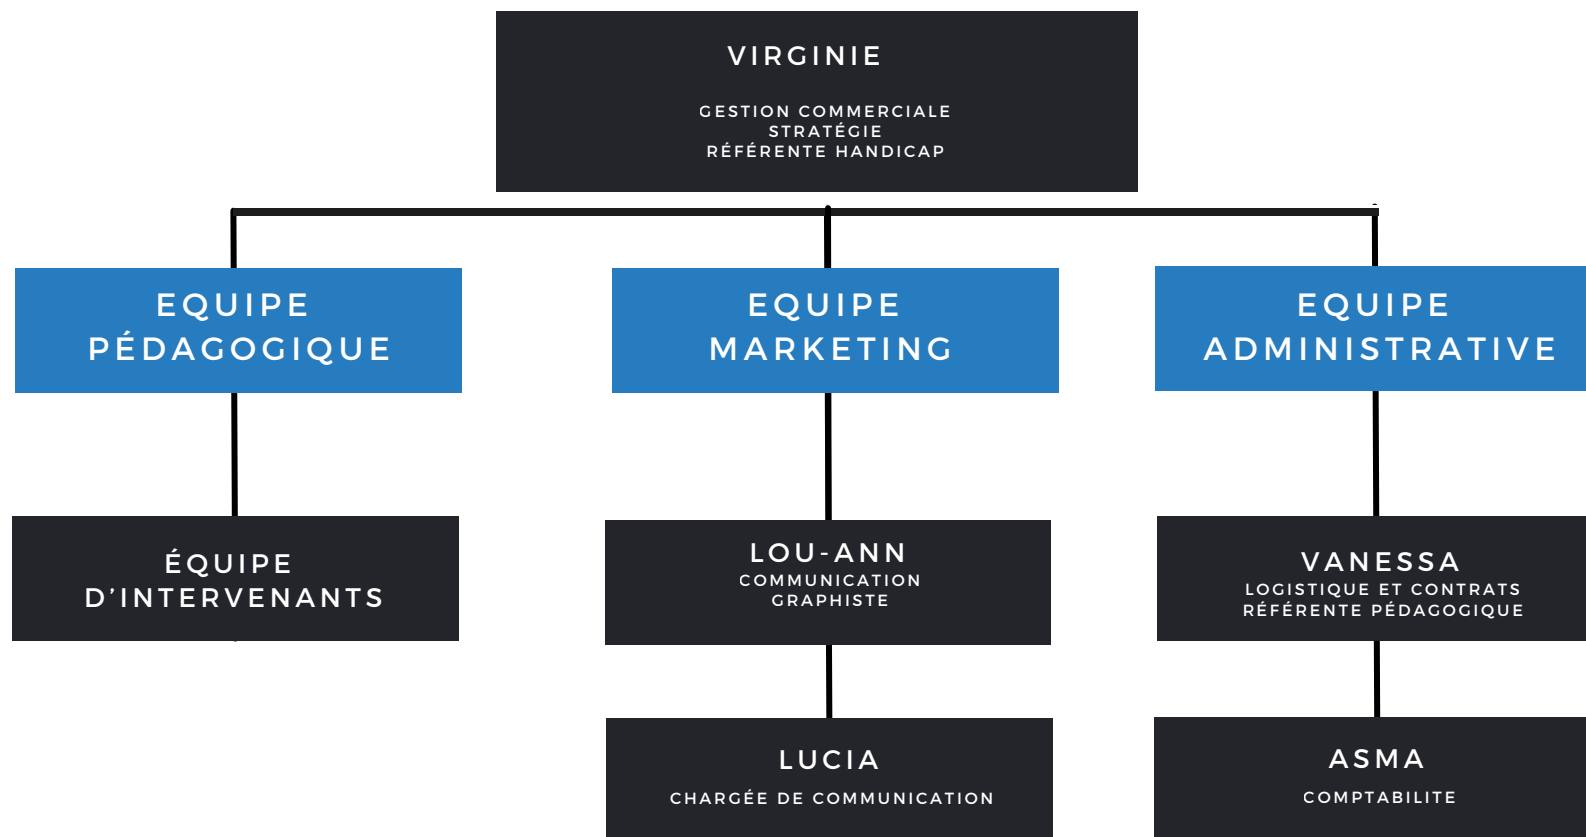 VIRGINIE
GESTION COMMERCIALE
STRATÉGIE
RÉFÉRENTE HANDICAP
EQUIPE
PÉDAGOGIQUE
EQUIPE
MARKETING
EQUIPE
ADMINISTRATIVE
ÉQUIPE
D’INTERVENANTS
LOU-ANN
COMMUNICATION
GRAPHISTE
VANESSA
LOGISTIQUE ET CONTRATS
RÉFÉRENTE PÉDAGOGIQUE
LUCIA
CHARGÉE DE COMMUNICATION
ASMA
COMPTABILITE